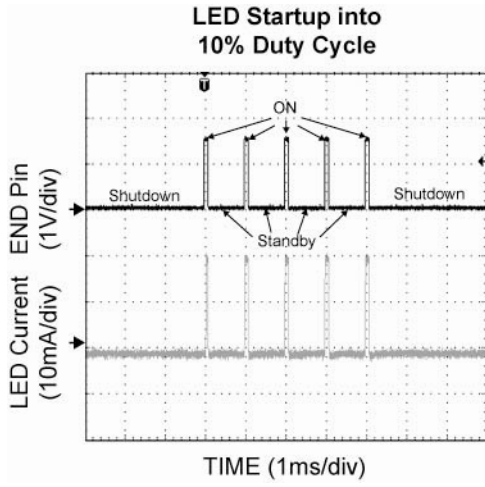 LED Startup into
10% Duty Cycle
T
ON
Shutdown
Shutdown
Standby
END Pin
(1V/div)
LED Current
(10mA/div)
TIME (1ms/div)